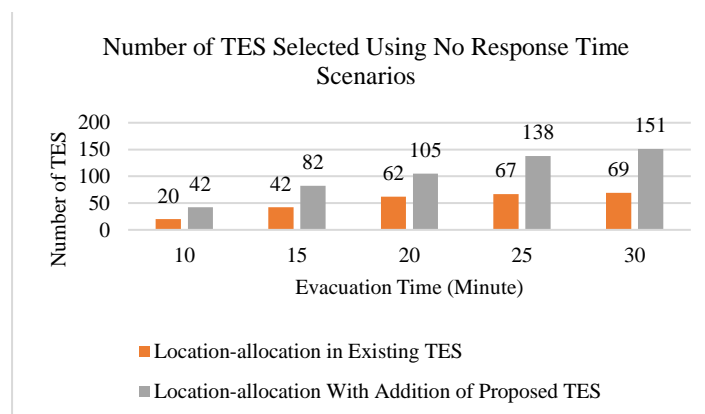 Number of TES Selected Using No Response Time
Scenarios
Number of TES
200
150
100
50
0
20 42
42 82
62 105
67 138
69 151
10 15 20 25 30
Evacuation Time (Minute)
Location-allocation in Existing TES
Location-allocation With Addition of Proposed TES